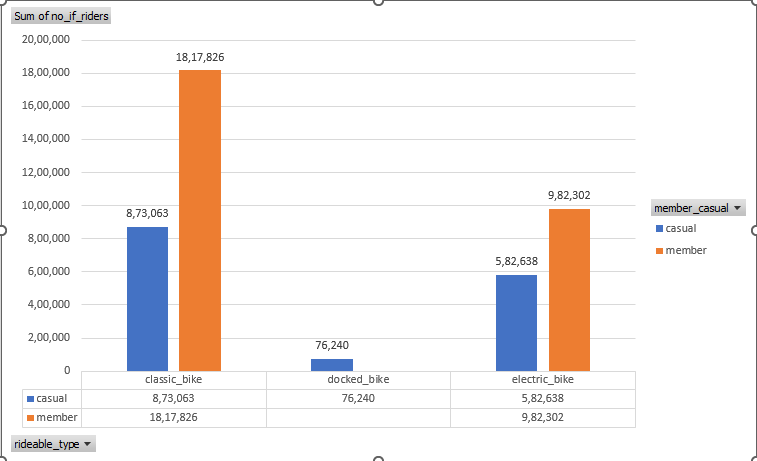 Sum of no_if_riders
20,00,000
18,00,000
16,00,000
14,00,000
12,00,000
10,00,000
8,00,000
6,00,000
4,00,000
2,00,000
0
8,73,063
18,17,826
76,240
5,82,638
9,82,302
member_casual
casual
member
classic_bike docked_bike electric_bike
casual 8,73,063 76,240 5,82,638
member 18,17,826 9,82,302
rideable_type